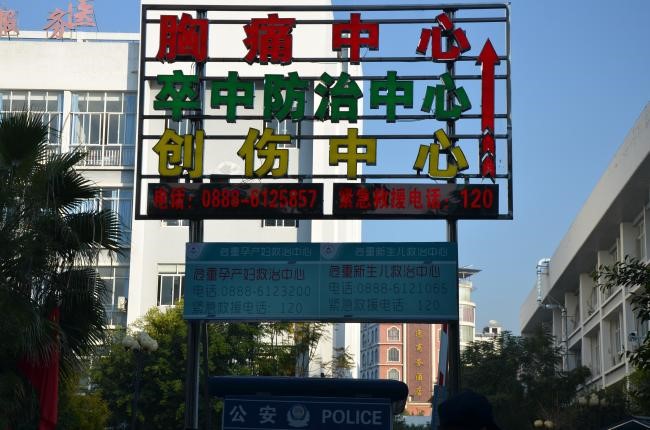 胸痛中心
卒中防治中心
创伤中心
电话：0888-6125857 紧急救援电话：120
危重孕产妇救治中心 危重新生儿救治中心
危重孕产妇救治中心 危重新生儿救治中心
电话:0888-6123200 电话:0888-6121065
紧急救援电话: 120 紧急救援电话: 120
公安 POLICE